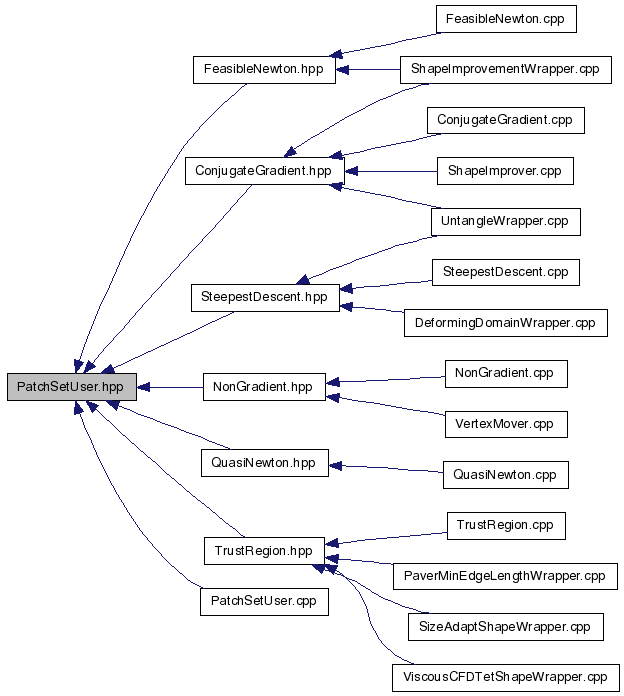 FeasibleNewton.cpp
FeasibleNewton.hpp
ShapeImprovementWrapper.cpp
ConjugateGradient.cpp
ConjugateGradient.hpp
ShapeImprover.cpp
UntangleWrapper.cpp
SteepestDescent.cpp
SteepestDescent.hpp
DeformingDomainWrapper.cpp
NonGradient.cpp
PatchSetUser.hpp
NonGradient.hpp
VertexMover.cpp
QuasiNewton.hpp
QuasiNewton.cpp
TrustRegion.cpp
TrustRegion.hpp
PaverMinEdgeLengthWrapper.cpp
PatchSetUser.cpp
SizeAdaptShapeWrapper.cpp
ViscousCFDTetShapeWrapper.cpp